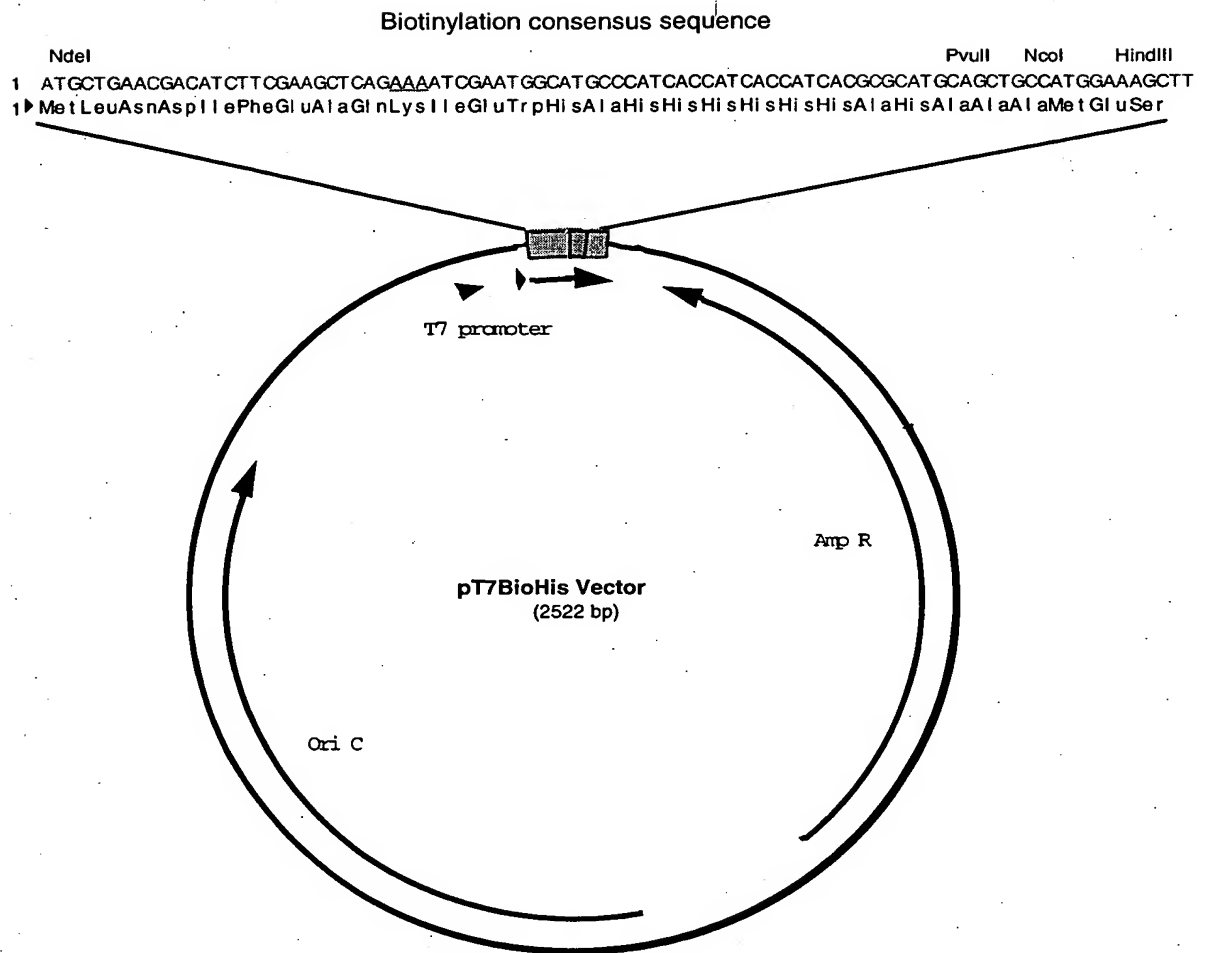 Biotinylation consensus sequence
NdeI PvuII NcoI HindIII
1 ATGCTGAACGACATCTTCGAAGCTCAGAAAATCGAATGGCATGCCCATCACCATCACCATCACGCGCATGCAGCTGCCATGGAAAGCTT
1 MetLeuAsnAspIlePheGluAlaGlnLysIleGluTrpHisAlaHisHisHisHisHisHisAlaHisAlaAlaAlaMetGluSer
T7 promoter
Amp R
pT7BioHis Vector
(2522 bp)
Ori C